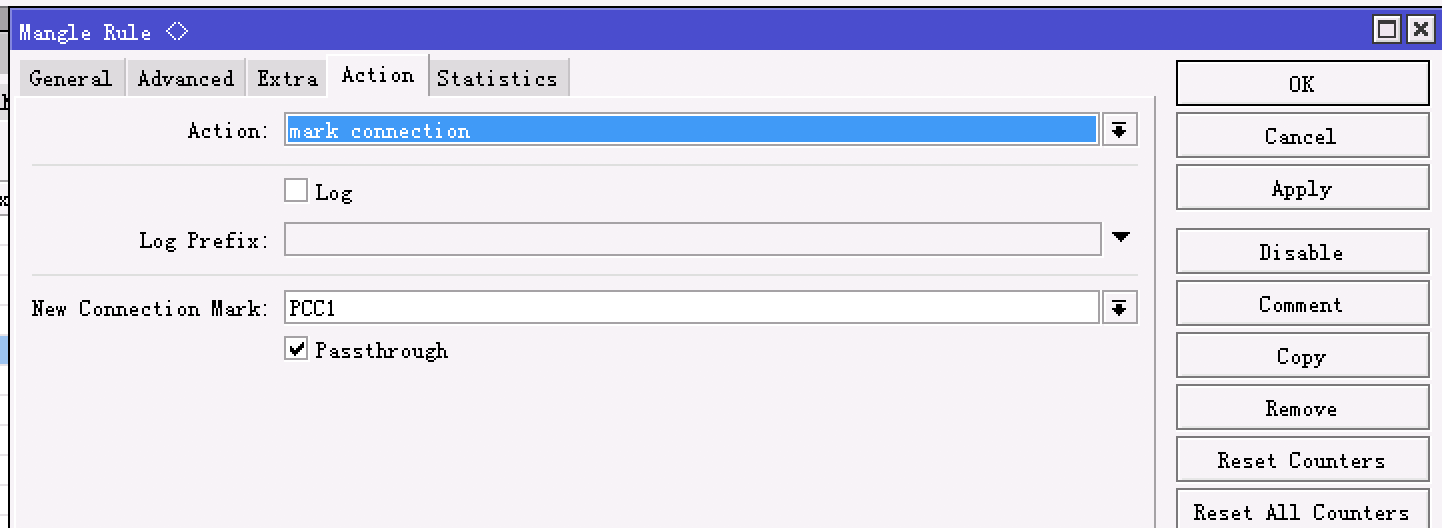 Mangle Rule <>
General Advanced Extra Action Statistics
Action: mark connection
Log
Log Prefix:
New Connection Mark: PCC1
Passthrough
OK
Cancel
Apply
Disable
Comment
Copy
Remove
Reset Counters
Reset All Counters